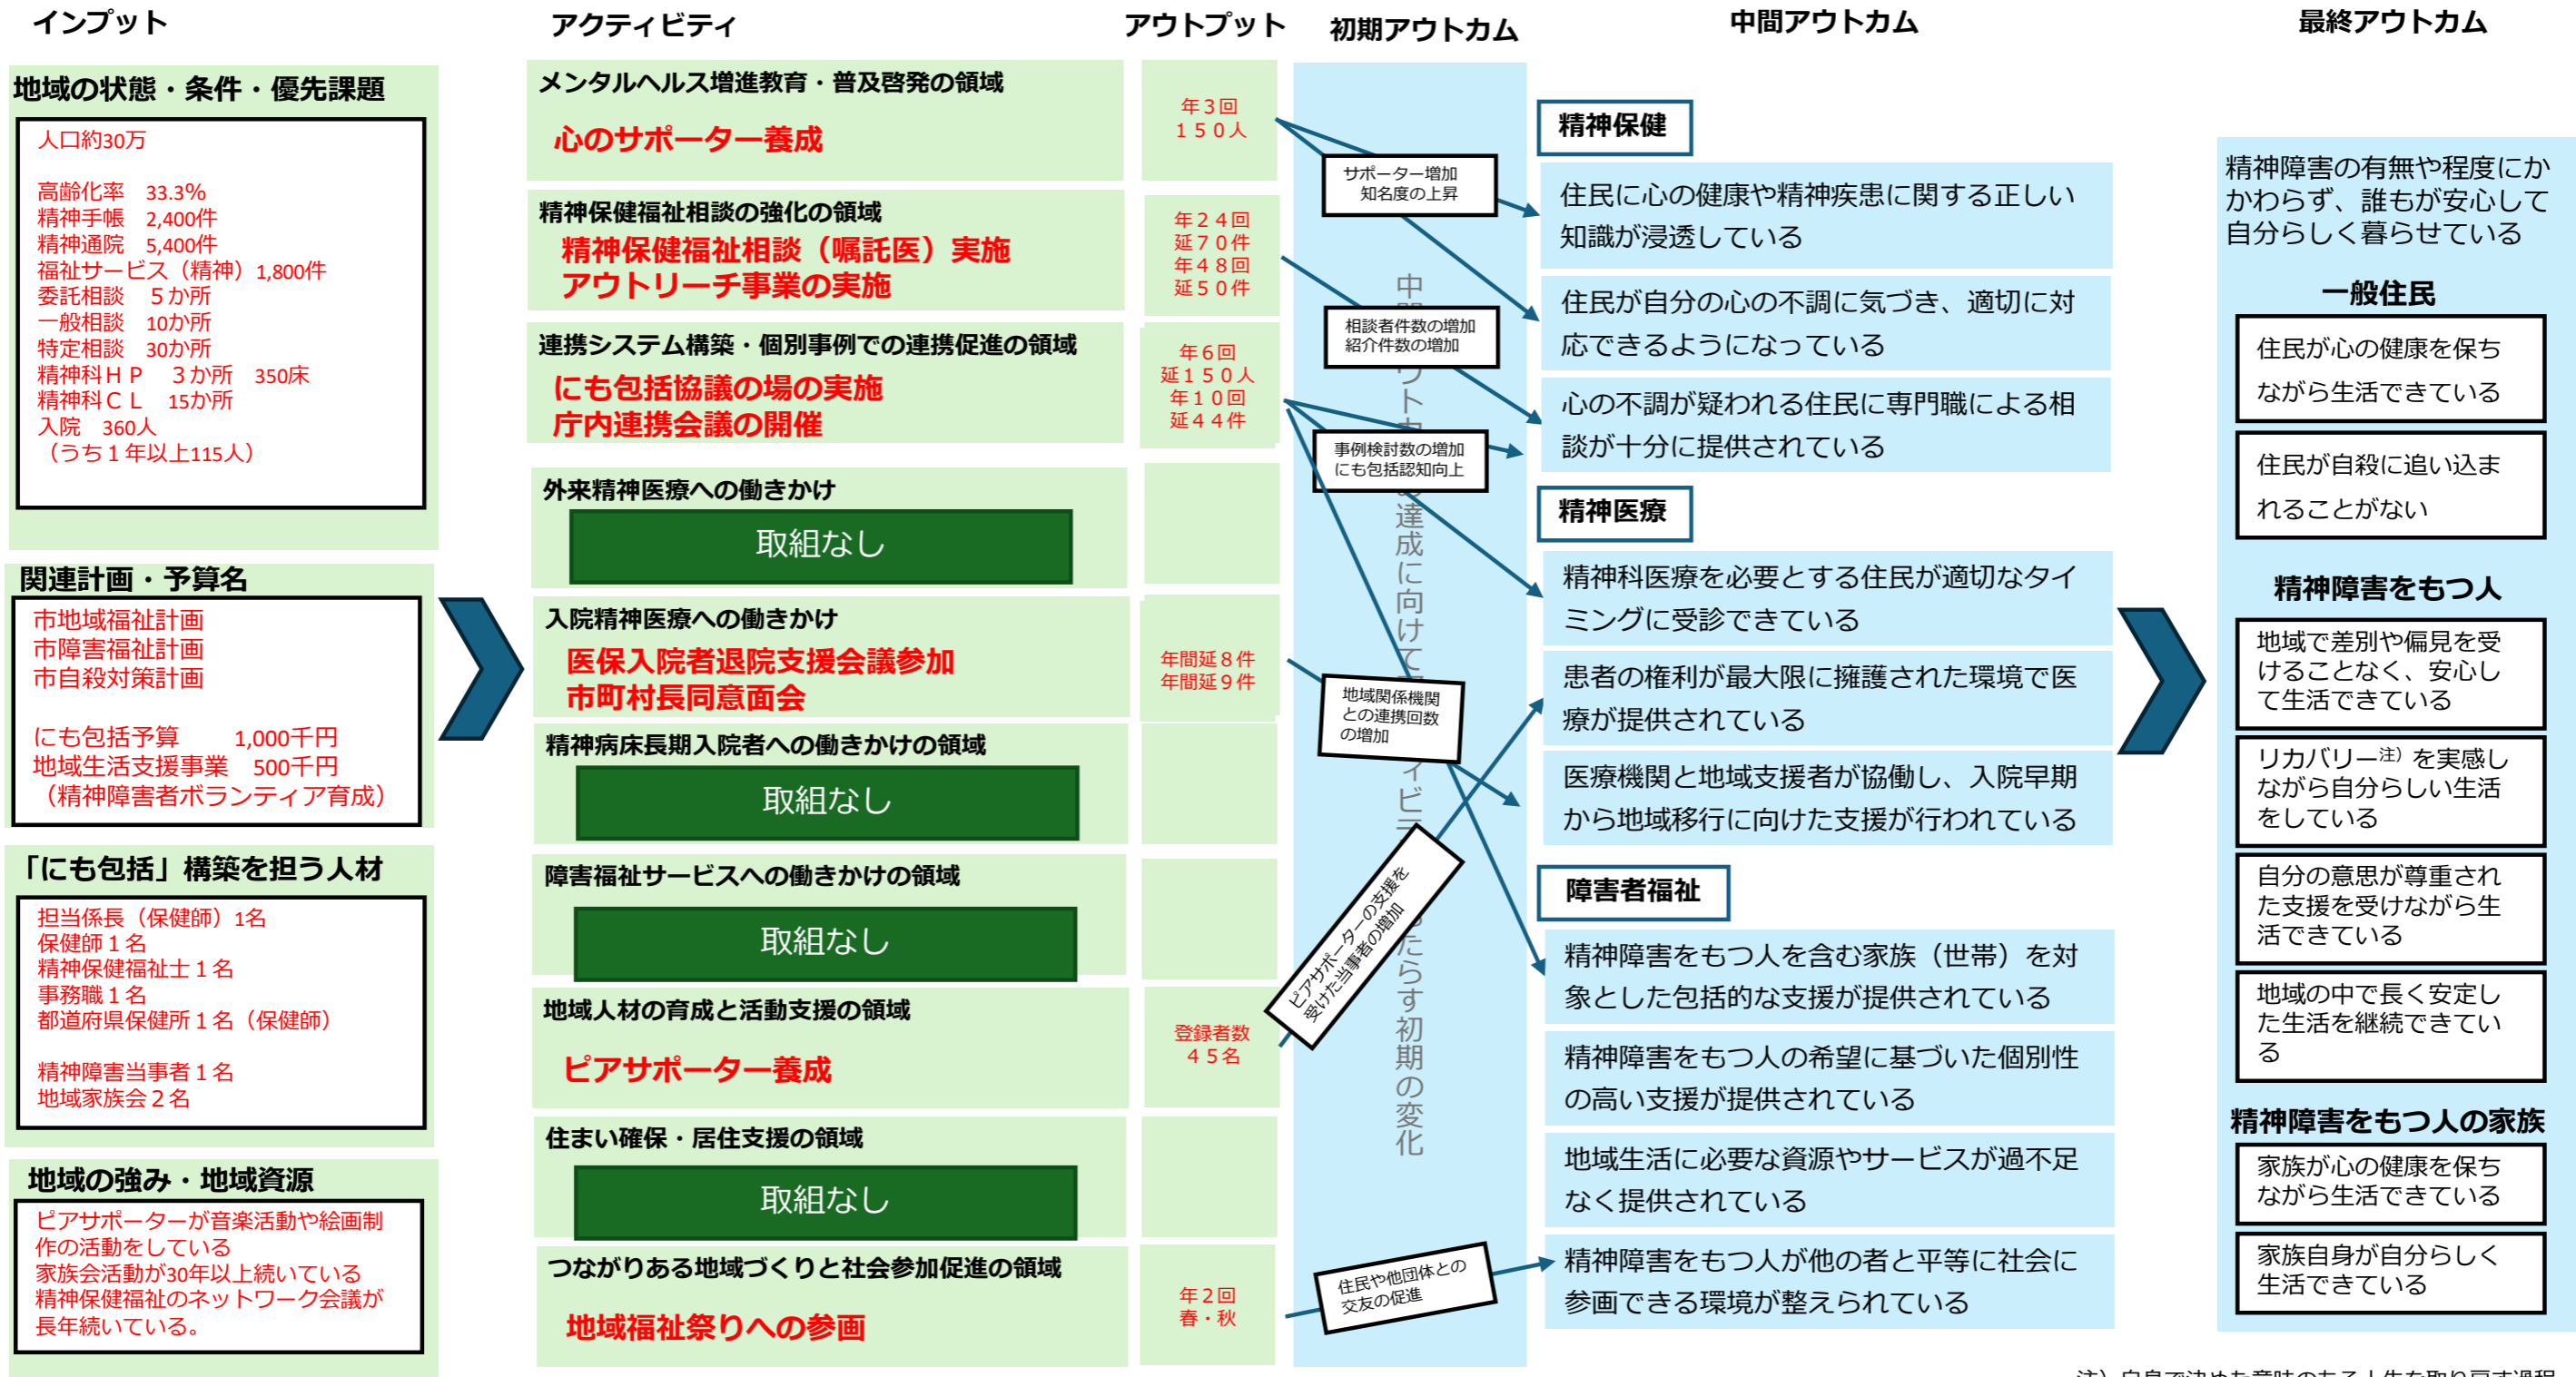 インプット
アクティビティ
アウトプット
初期アウトカム
中間アウトカム
最終アウトカム
地域の状態・条件・優先課題
人口約30万
高齢化率　33.3%
精神手帳　2,400件
精神通院　5,400件
福祉サービス（精神）1,800件
委託相談　５か所
一般相談　10か所
特定相談　30か所
精神科ＨＰ　３か所　350床
精神科ＣＬ　15か所
入院　360人
（うち１年以上115人）
関連計画・予算名
市地域福祉計画
市障害福祉計画
市自殺対策計画
にも包括予算　　1,000千円
地域生活支援事業　500千円
（精神障害者ボランティア育成）
「にも包括」構築を担う人材
担当係長（保健師）1名
保健師１名
精神保健福祉士１名
事務職１名
都道府県保健所１名（保健師）
精神障害当事者１名
地域家族会２名
地域の強み・地域資源
ピアサポーターが音楽活動や絵画制
作の活動をしている
家族会活動が30年以上続いている
精神保健福祉のネットワーク会議が
長年続いている。
メンタルヘルス増進教育・普及啓発の領域
心のサポーター養成
年３回
１５０人
精神保健福祉相談の強化の領域
精神保健福祉相談（嘱託医）実施
アウトリーチ事業の実施
年２４回
延７０件
年４８回
延５０件
連携システム構築・個別事例での連携促進の領域
にも包括協議の場の実施
庁内連携会議の開催
年６回
延１５０人
年１０回
延４４件
外来精神医療への働きかけ
取組なし
入院精神医療への働きかけ
医保入院者退院支援会議参加
市町村長同意面会
年間延８件
年間延９件
精神病床長期入院者への働きかけの領域
取組なし
障害福祉サービスへの働きかけの領域
取組なし
地域人材の育成と活動支援の領域
ピアサポーター養成
登録者数
４５名
住まい確保・居住支援の領域
取組なし
つながりある地域づくりと社会参加促進の領域
地域福祉祭りへの参画
年２回
春・秋
サポーター増加
知名度の上昇
相談者件数の増加
紹介件数の増加
事例検討数の増加
にも包括認知向上
地域関係機関
との連携回数
の増加
ピアサポーターの支援を
受けた当事者の増加
住民や他団体との
交友の促進
達成に向けて
たらす初期の変化
精神保健
住民に心の健康や精神疾患に関する正しい
知識が浸透している
住民が自分の心の不調に気づき、適切に対
応できるようになっている
心の不調が疑われる住民に専門職による相
談が十分に提供されている
精神医療
精神科医療を必要とする住民が適切なタイ
ミングに受診できている
患者の権利が最大限に擁護された環境で医
療が提供されている
医療機関と地域支援者が協働し、入院早期
から地域移行に向けた支援が行われている
障害者福祉
精神障害をもつ人を含む家族（世帯）を対
象とした包括的な支援が提供されている
精神障害をもつ人の希望に基づいた個別性
の高い支援が提供されている
地域生活に必要な資源やサービスが過不足
なく提供されている
精神障害をもつ人が他の者と平等に社会に
参画できる環境が整えられている
精神障害の有無や程度にか
かわらず、誰もが安心して
自分らしく暮らせている
一般住民
住民が心の健康を保ち
ながら生活できている
住民が自殺に追い込ま
れることがない
精神障害をもつ人
地域で差別や偏見を受
けることなく、安心し
て生活できている
リカバリー注）を実感し
ながら自分らしい生活
をしている
自分の意思が尊重され
た支援を受けながら生
活できている
地域の中で長く安定し
た生活を継続できてい
る
精神障害をもつ人の家族
家族が心の健康を保ち
ながら生活できている
家族自身が自分らしく
生活できている